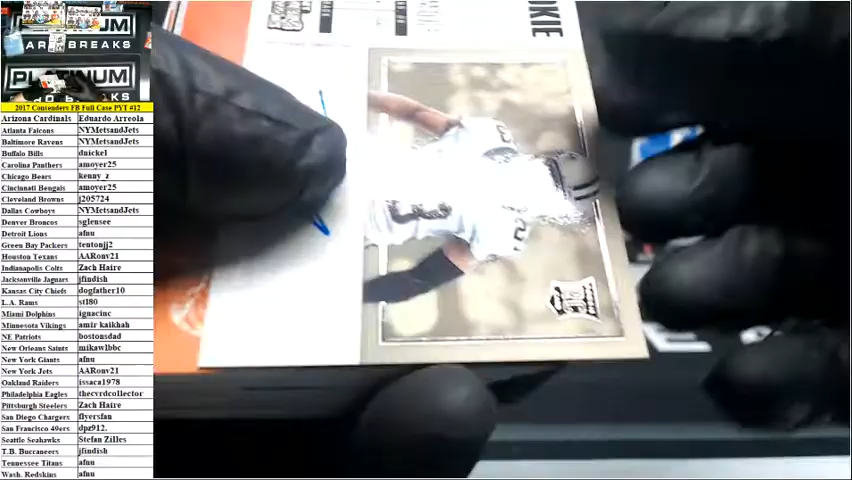 PLATINUM
CARD BREAKS
PLATINUM
2017 Contenders FB Full Case PYT #12
Arizona Cardinals Eduardo Arreola
Atlanta Falcons NYMetsandJets
Baltimore Ravens NYMetsandJets
Buffalo Bills dnickel
Carolina Panthers amoyer25
Chicago Bears kenny_z
Cincinnati Bengals amoyer25
Cleveland Browns j205724
Dallas Cowboys NYMetsandJets
Denver Broncos sglensee
Detroit Lions afnu
Green Bay Packers tentonjj2
Houston Texans AARonv21
Indianapolis Colts Zach Haire
Jacksonville Jaguars jfindish
Kansas City Chiefs dogfather10
L.A. Rams stl80
Miami Dolphins ignacinc
Minnesota Vikings amir kaikhah
NE Patriots bostonsdad
New Orleans Saints mikawlbbc
New York Giants afnu
New York Jets AARonv21
Oakland Raiders issaca1978
Philadelphia Eagles thecvrdcollector
Pittsburgh Steelers Zach Haire
San Diego Chargers flyersfan
San Francisco 49ers dpz912.
Seattle Seahawks Stefan Zilles
T.B. Buccaneers jfindish
Tennessee Titans afnu
Wash. Redskins afnu